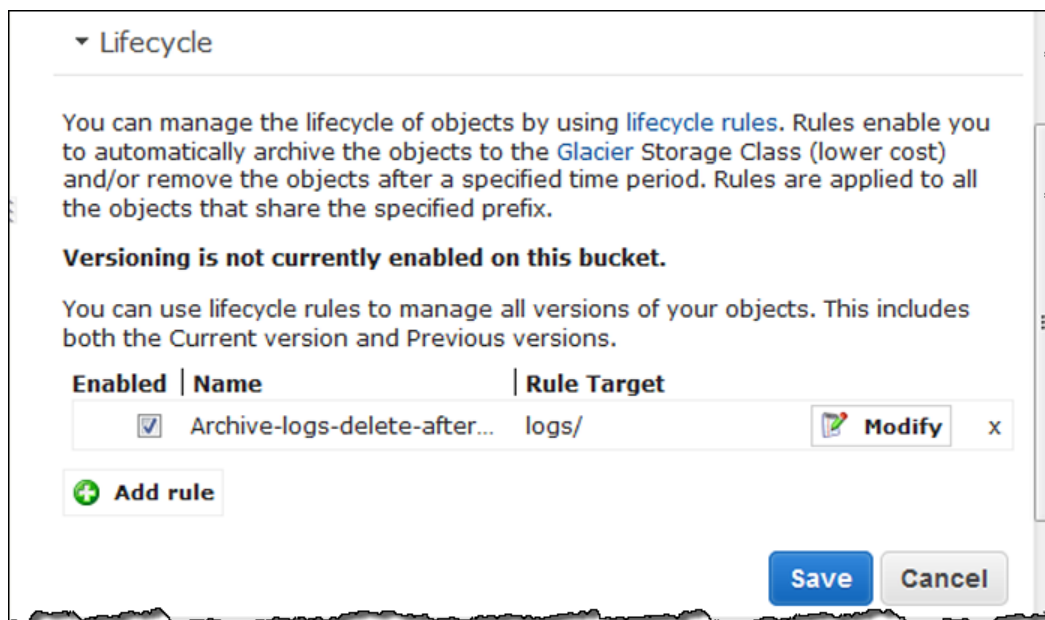 Lifecycle
You can manage the lifecycle of objects by using lifecycle rules. Rules enable you
to automatically archive the objects to the Glacier Storage Class (lower cost)
and/or remove the objects after a specified time period. Rules are applied to all
the objects that share the specified prefix.
Versioning is not currently enabled on this bucket.
You can use lifecycle rules to manage all versions of your objects. This includes
both the Current version and Previous versions.
Enabled Name Rule Target
Archive-logs-delete-after... logs/ Modify x
Add rule
Save Cancel